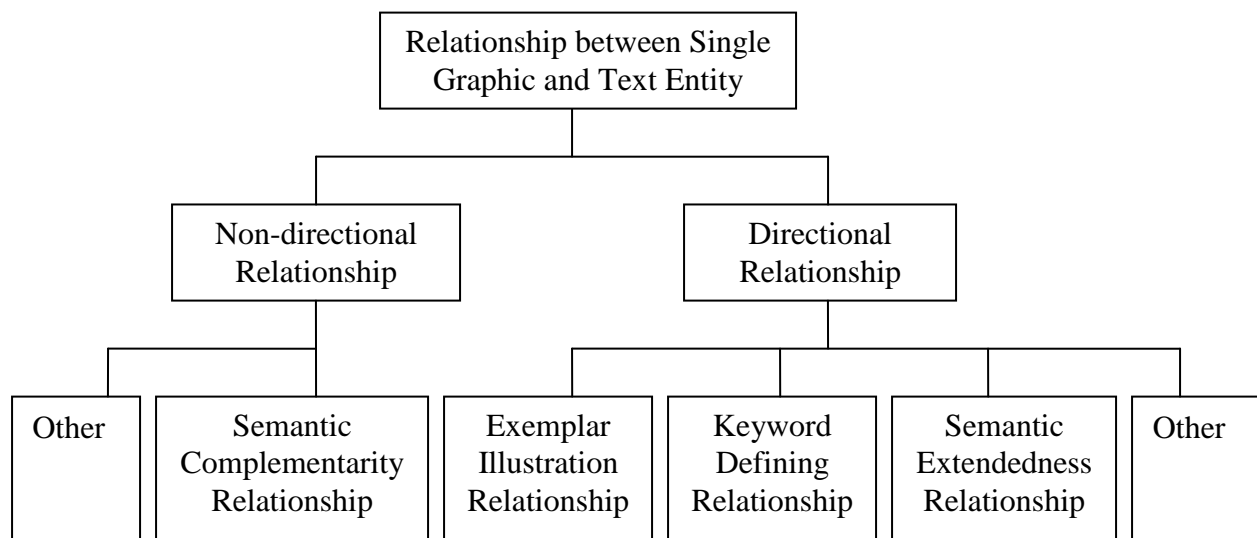 Relationship between Single
Graphic and Text Entity
Non-directional
Relationship
Directional
Relationship
Other
Semantic
Complementarity
Relationship
Exemplar
Illustration
Relationship
Keyword
Defining
Relationship
Semantic
Extendedness
Relationship
Other